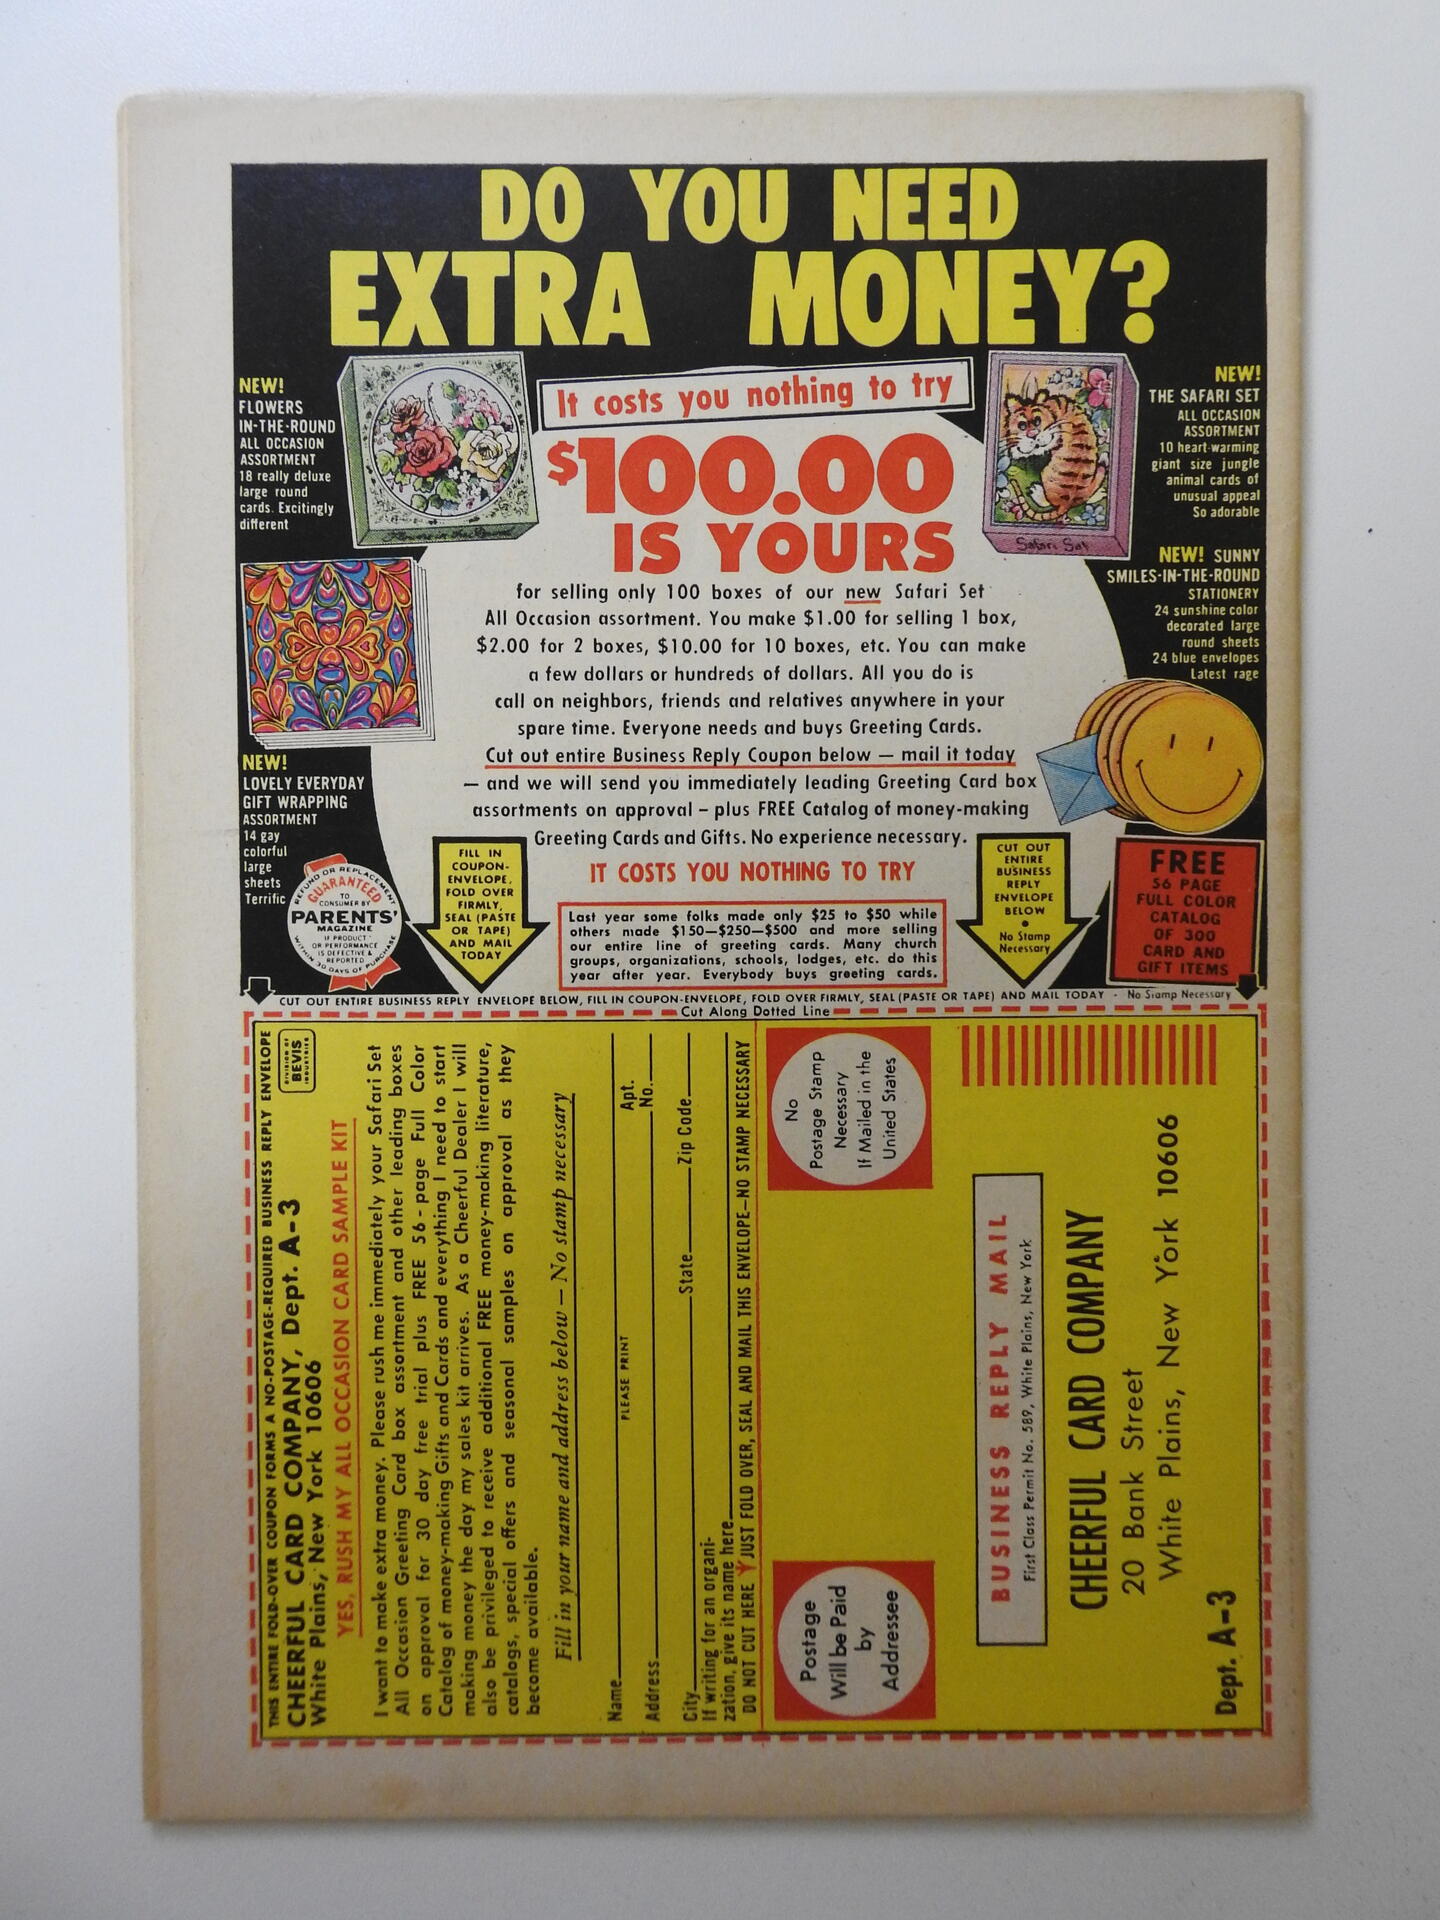 DO YOU NEED
EXTRA MONEY?
It costs you nothing to try
$100.00
IS YOURS
NEW!
FLOWERS
IN-THE-ROUND
ALL OCCASION
ASSORTMENT
18 really deluxe
large round
cards. Excitingly
different
NEW!
THE SAFARI SET
ALL OCCASION
ASSORTMENT
10 heart-warming
giant size jungle
animal cards of
unusual appeal
So adorable
Safari Set
NEW! SUNNY
SMILES-IN-THE-ROUND
STATIONERY
24 sunshine color
decorated large
round sheets
24 blue envelopes
Latest rage
for selling only 100 boxes of our new Safari Set
All Occasion assortment. You make $1.00 for selling 1 box,
$2.00 for 2 boxes, $10.00 for 10 boxes, etc. You can make
a few dollars or hundreds of dollars. All you do is
call on neighbors, friends and relatives anywhere in your
spare time. Everyone needs and buys Greeting Cards.
Cut out entire Business Reply Coupon below — mail it today
— and we will send you immediately leading Greeting Card box
assortments on approval – plus FREE Catalog of money-making
Greeting Cards and Gifts. No experience necessary.
IT COSTS YOU NOTHING TO TRY
NEW!
LOVELY EVERYDAY
GIFT WRAPPING
ASSORTMENT
14 gay
colorful
large
sheets
Terrific
REFUND OR REPLACEMENT
GUARANTEED
TO
CONSUMER BY
PARENTS'
MAGAZINE
IF PRODUCT
OR PERFORMANCE
IS DEFECTIVE &
REPORTED
WITHIN 30 DAYS OF PURCHASE
FILL IN
COUPON-
ENVELOPE,
FOLD OVER
FIRMLY,
SEAL (PASTE
OR TAPE)
AND MAIL
TODAY
Last year some folks made only $25 to $50 while
others made $150—$250—$500 and more selling
our entire line of greeting cards. Many church
groups, organizations, schools, lodges, etc. do this
year after year. Everybody buys greeting cards.
CUT OUT
ENTIRE
BUSINESS
REPLY
ENVELOPE
BELOW
•
No Stamp
Necessary
FREE
56 PAGE
FULL COLOR
CATALOG
OF 300
CARD AND
GIFT ITEMS
CUT OUT ENTIRE BUSINESS REPLY ENVELOPE BELOW, FILL IN COUPON-ENVELOPE, FOLD OVER FIRMLY, SEAL (PASTE OR TAPE) AND MAIL TODAY - No Stamp Necessary
Cut Along Dotted Line
THIS ENTIRE FOLD-OVER COUPON FORMS A NO-POSTAGE-REQUIRED BUSINESS REPLY ENVELOPE
CHEERFUL CARD COMPANY, Dept. A-3
White Plains, New York 10606
DIVISION OF
BEVIS
INDUSTRIES
YES, RUSH MY ALL OCCASION CARD SAMPLE KIT
I want to make extra money. Please rush me immediately your Safari Set
All Occasion Greeting Card box assortment and other leading boxes
on approval for 30 day free trial plus FREE 56-page Full Color
Catalog of money-making Gifts and Cards and everything I need to start
making money the day my sales kit arrives. As a Cheerful Dealer I will
also be privileged to receive additional FREE money-making literature,
catalogs, special offers and seasonal samples on approval as they
become available.
Fill in your name and address below — No stamp necessary
Name
PLEASE PRINT
Address Apt. No.
City State Zip Code
If writing for an organi-
zation, give its name here
DO NOT CUT HERE JUST FOLD OVER, SEAL AND MAIL THIS ENVELOPE—NO STAMP NECESSARY
Postage
Will be Paid
by
Addressee
No
Postage Stamp
Necessary
If Mailed in the
United States
BUSINESS REPLY MAIL
First Class Permit No. 589, White Plains, New York
CHEERFUL CARD COMPANY
20 Bank Street
White Plains, New York 10606
Dept. A-3